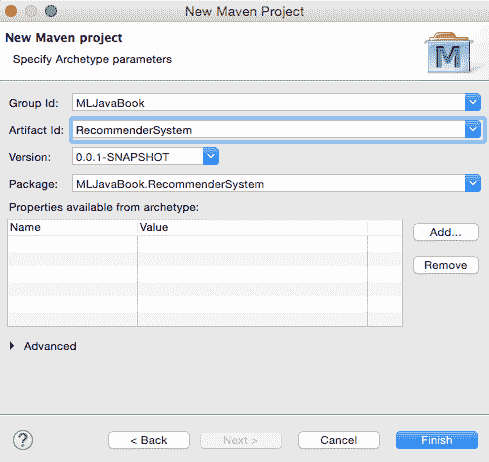 New Maven Project
New Maven project
Specify Archetype parameters
M
Group Id: MLJavaBook
Artifact Id: RecommenderSystem
Version: 0.0.1-SNAPSHOT
Package: MLJavaBook.RecommenderSystem
Properties available from archetype:
Name Value
Add...
Remove
Advanced
? < Back Next > Cancel Finish